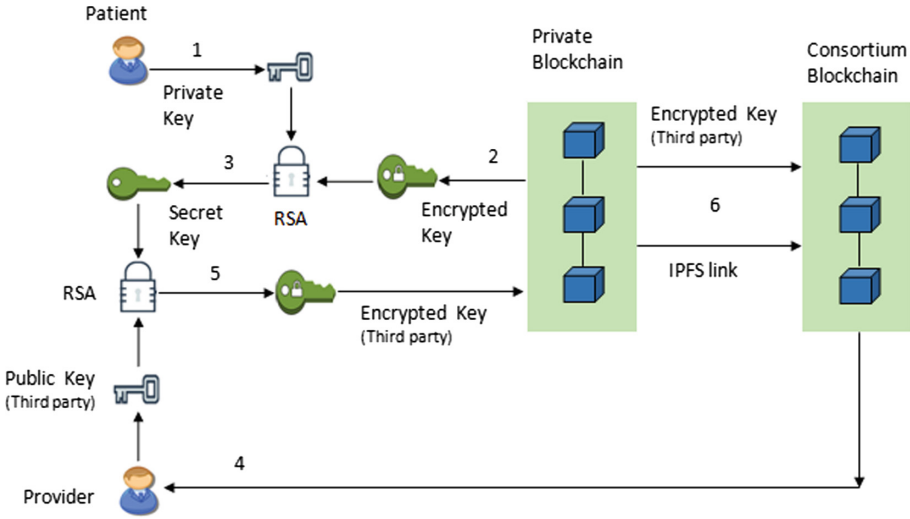 Patient
1
Private
Key
Private
Blockchain
Consortium
Blockchain
Encrypted Key
(Third party)
2
3
Encrypted
Key
Secret
Key
RSA
6
IPFS link
RSA
5
Encrypted Key
(Third party)
Public Key
(Third party)
4
Provider